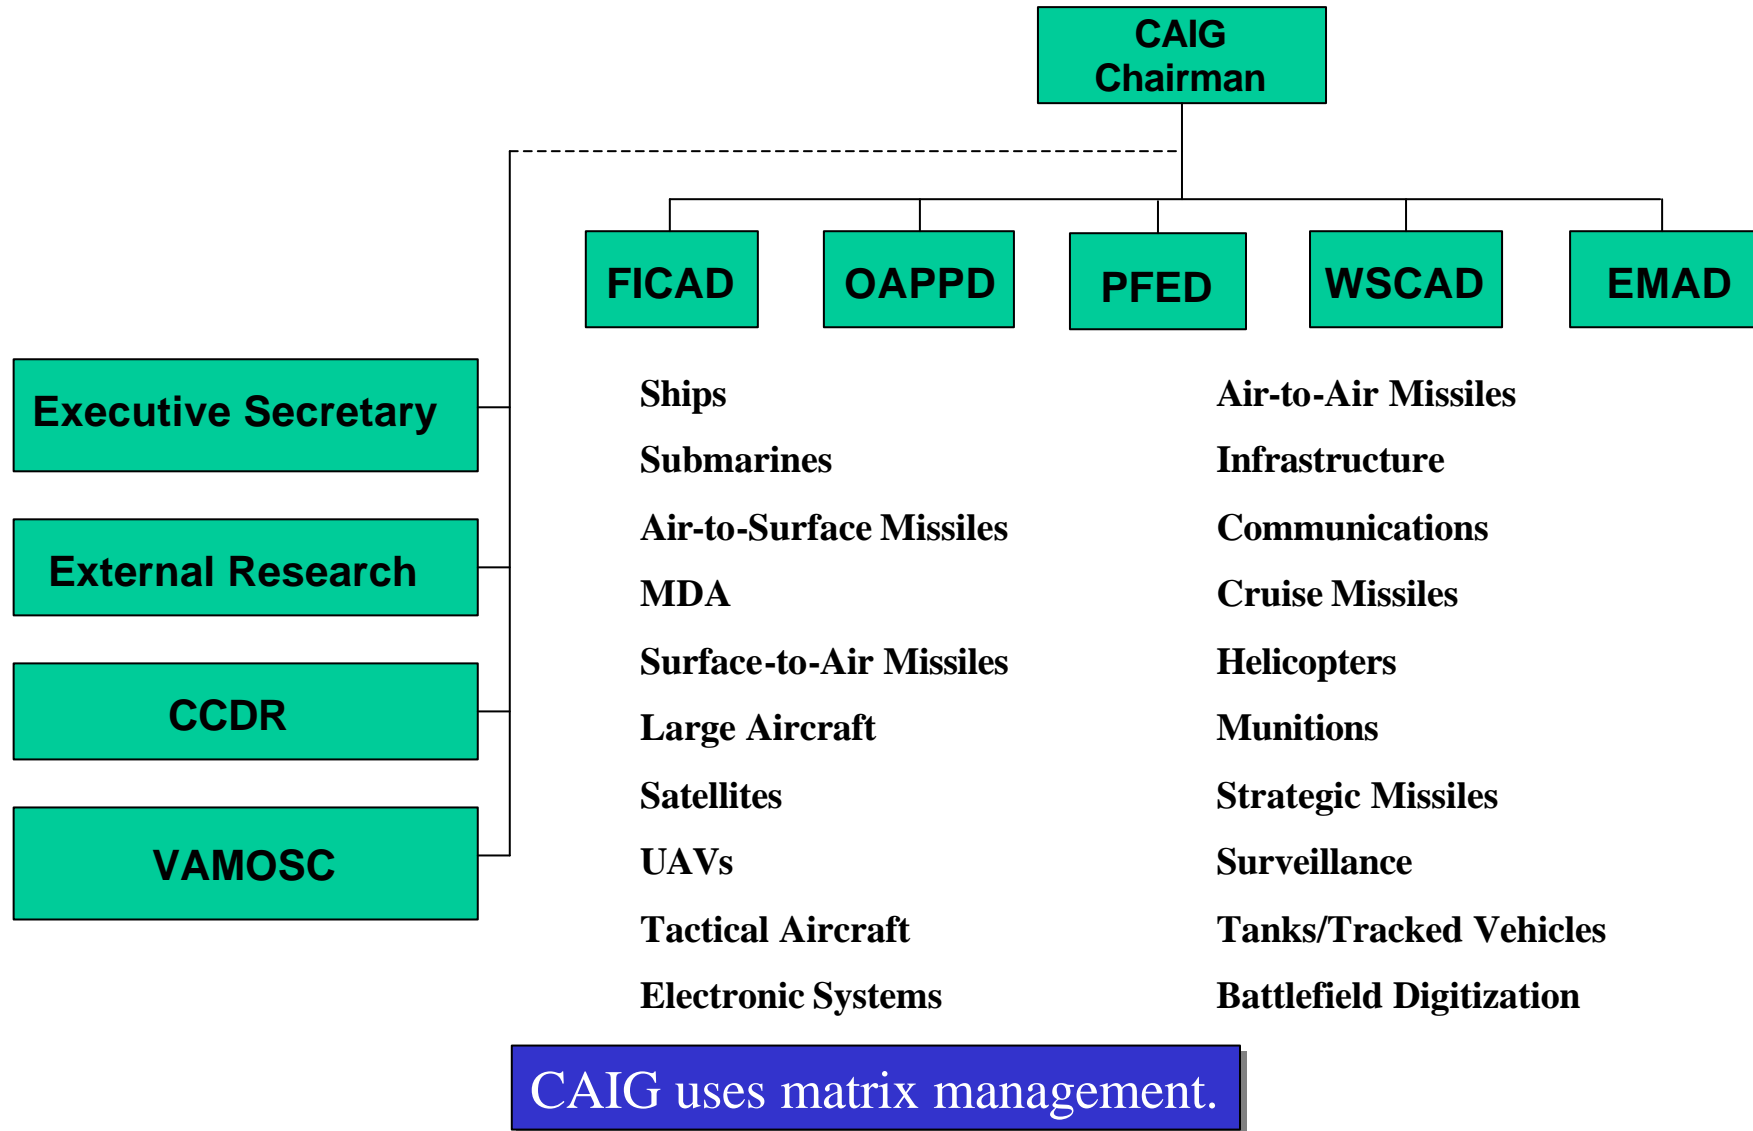 CAIG
Chairman
FICAD
OAPPD
PFED
WSCAD
EMAD
Executive Secretary
External Research
CCDR
VAMOSC
Ships
Submarines
Air-to-Surface Missiles
MDA
Surface-to-Air Missiles
Large Aircraft
Satellites
UAVs
Tactical Aircraft
Electronic Systems
Air-to-Air Missiles
Infrastructure
Communications
Cruise Missiles
Helicopters
Munitions
Strategic Missiles
Surveillance
Tanks/Tracked Vehicles
Battlefield Digitization
CAIG uses matrix management.